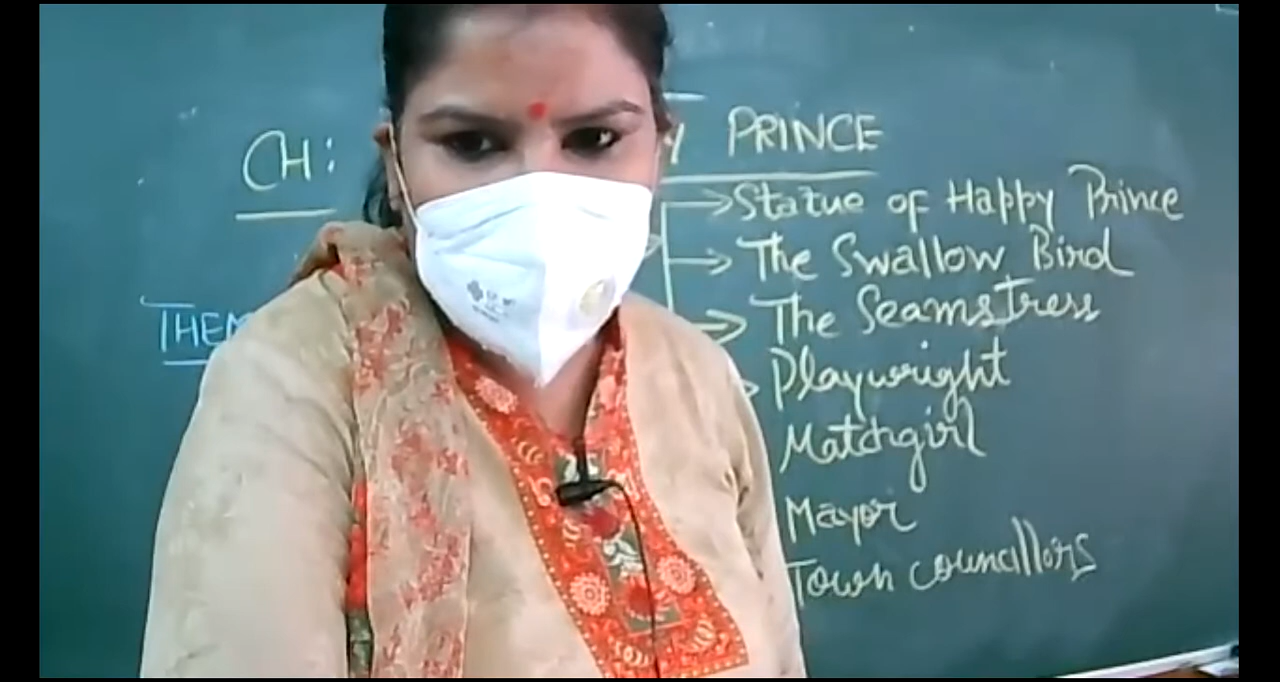 CH: Y PRINCE
Statue of Happy Prince
The Swallow Bird
The Seamstress
THEM
Playwright
Matchgirl
Mayor
Town councillors